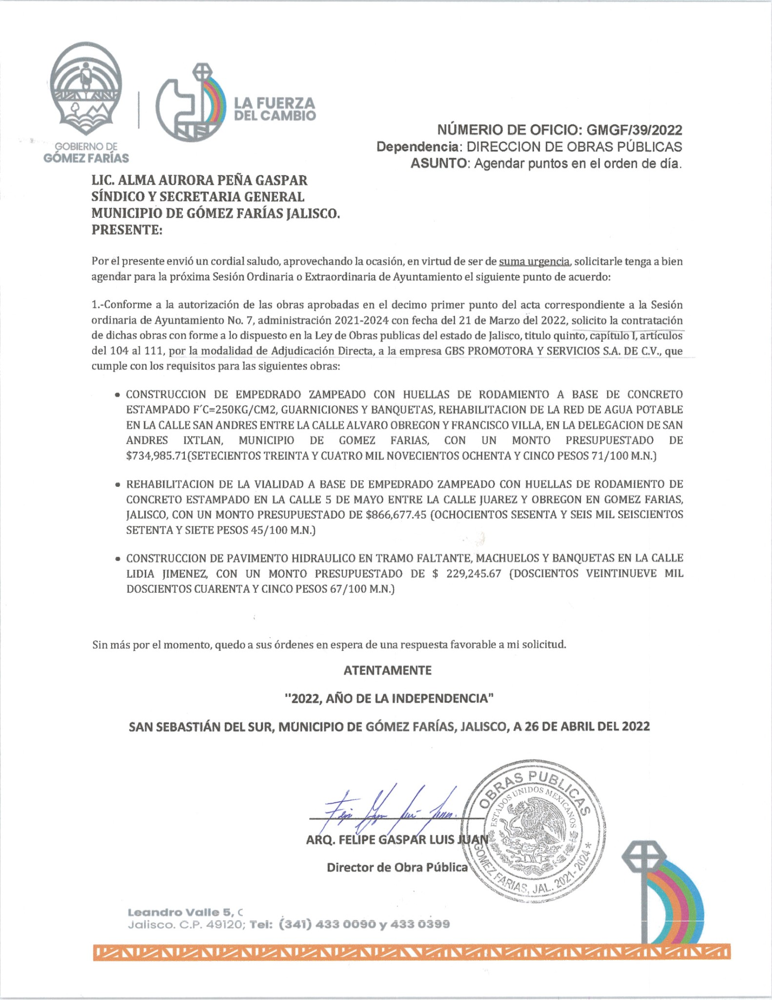 GOBIERNO DE
GÓMEZ FARÍAS
LA FUERZA
DEL CAMBIO
NÚMERIO DE OFICIO: GMGF/39/2022
Dependencia: DIRECCION DE OBRAS PÚBLICAS
ASUNTO: Agendar puntos en el orden de día.
LIC. ALMA AURORA PEÑA GASPAR
SÍNDICO Y SECRETARIA GENERAL
MUNICIPIO DE GÓMEZ FARÍAS JALISCO.
PRESENTE:
Por el presente envió un cordial saludo, aprovechando la ocasión, en virtud de ser de suma urgencia, solicitarle tenga a bien
agendar para la próxima Sesión Ordinaria o Extraordinaria de Ayuntamiento el siguiente punto de acuerdo:
1.-Conforme a la autorización de las obras aprobadas en el decimo primer punto del acta correspondiente a la Sesión
ordinaria de Ayuntamiento No. 7, administración 2021-2024 con fecha del 21 de Marzo del 2022, solicito la contratación
de dichas obras con forme a lo dispuesto en la Ley de Obras publicas del estado de Jalisco, titulo quinto, capítulo I, artículos
del 104 al 111, por la modalidad de Adjudicación Directa, a la empresa GBS PROMOTORA Y SERVICIOS S.A. DE C.V., que
cumple con los requisitos para las siguientes obras:
• CONSTRUCCION DE EMPEDRADO ZAMPEADO CON HUELLAS DE RODAMIENTO A BASE DE CONCRETO
ESTAMPADO F´C=250KG/CM2, GUARNICIONES Y BANQUETAS, REHABILITACION DE LA RED DE AGUA POTABLE
EN LA CALLE SAN ANDRES ENTRE LA CALLE ALVARO OBREGON Y FRANCISCO VILLA, EN LA DELEGACION DE SAN
ANDRES IXTLAN, MUNICIPIO DE GOMEZ FARIAS, CON UN MONTO PRESUPUESTADO DE
$734,985.71(SETECIENTOS TREINTA Y CUATRO MIL NOVECIENTOS OCHENTA Y CINCO PESOS 71/100 M.N.)
• REHABILITACION DE LA VIALIDAD A BASE DE EMPEDRADO ZAMPEADO CON HUELLAS DE RODAMIENTO DE
CONCRETO ESTAMPADO EN LA CALLE 5 DE MAYO ENTRE LA CALLE JUAREZ Y OBREGON EN GOMEZ FARIAS,
JALISCO, CON UN MONTO PRESUPUESTADO DE $866,677.45 (OCHOCIENTOS SESENTA Y SEIS MIL SEISCIENTOS
SETENTA Y SIETE PESOS 45/100 M.N.)
• CONSTRUCCION DE PAVIMENTO HIDRAULICO EN TRAMO FALTANTE, MACHUELOS Y BANQUETAS EN LA CALLE
LIDIA JIMENEZ, CON UN MONTO PRESUPUESTADO DE $ 229,245.67 (DOSCIENTOS VEINTINUEVE MIL
DOSCIENTOS CUARENTA Y CINCO PESOS 67/100 M.N.)
Sin más por el momento, quedo a sus órdenes en espera de una respuesta favorable a mi solicitud.
ATENTAMENTE
"2022, AÑO DE LA INDEPENDENCIA"
SAN SEBASTIÁN DEL SUR, MUNICIPIO DE GÓMEZ FARÍAS, JALISCO, A 26 DE ABRIL DEL 2022
OBRAS PUBLICAS
ESTADOS UNIDOS MEXICANOS
GOMEZ FARIAS, JAL. 2021-2024 *
ARQ. FELIPE GASPAR LUIS JUAN
Director de Obra Pública
Leandro Valle 5, C
Jalisco. C.P. 49120; Tel: (341) 433 0090 y 433 0399